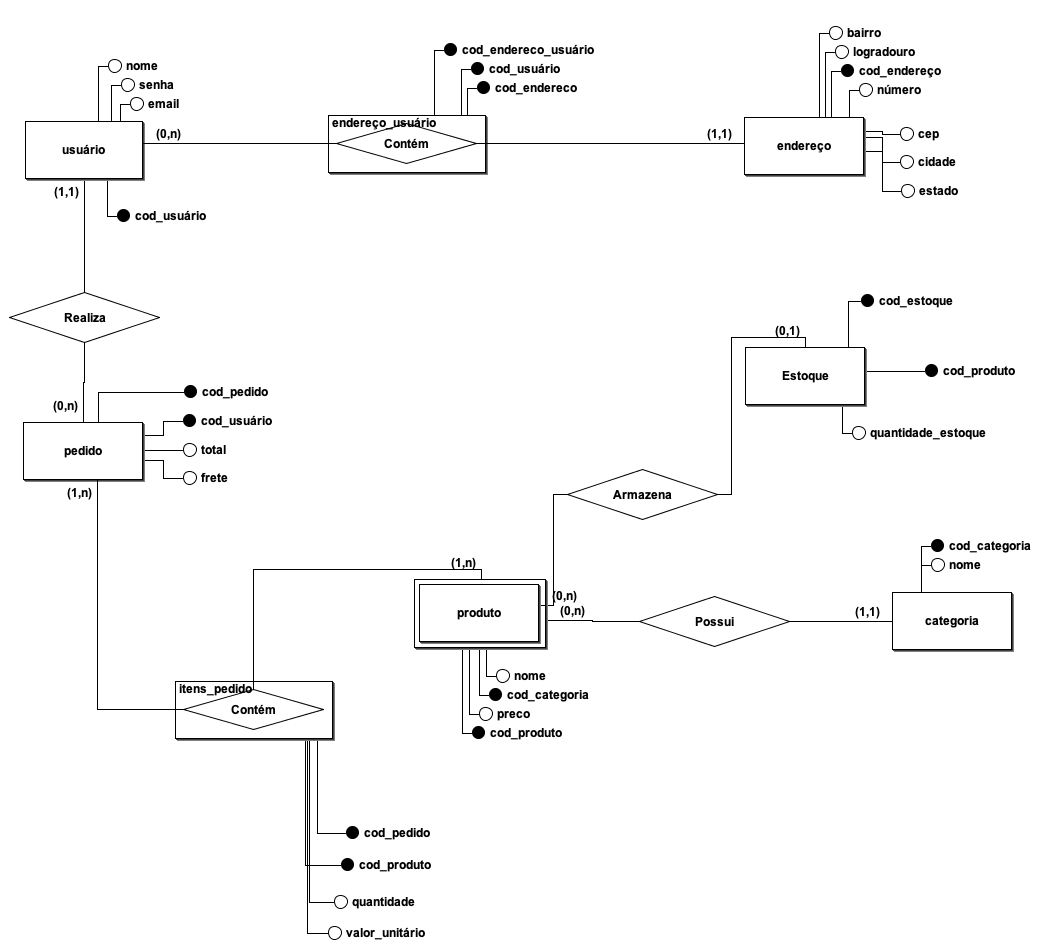 bairro
logradouro
cod_endereço
número
cod_endereco_usuário
cod_usuário
cod_endereco
nome
senha
email
usuário
(0,n)
endereço_usuário
Contém
(1,1)
endereço
cep
cidade
estado
(1,1)
cod_usuário
Realiza
(0,n)
cod_pedido
cod_usuário
total
frete
pedido
(1,n)
cod_estoque
(0,1)
Estoque
cod_produto
quantidade_estoque
Armazena
(1,n)
produto
(0,n)
(0,n)
Possui
(1,1)
cod_categoria
nome
categoria
nome
cod_categoria
preco
cod_produto
itens_pedido
Contém
cod_pedido
cod_produto
quantidade
valor_unitário